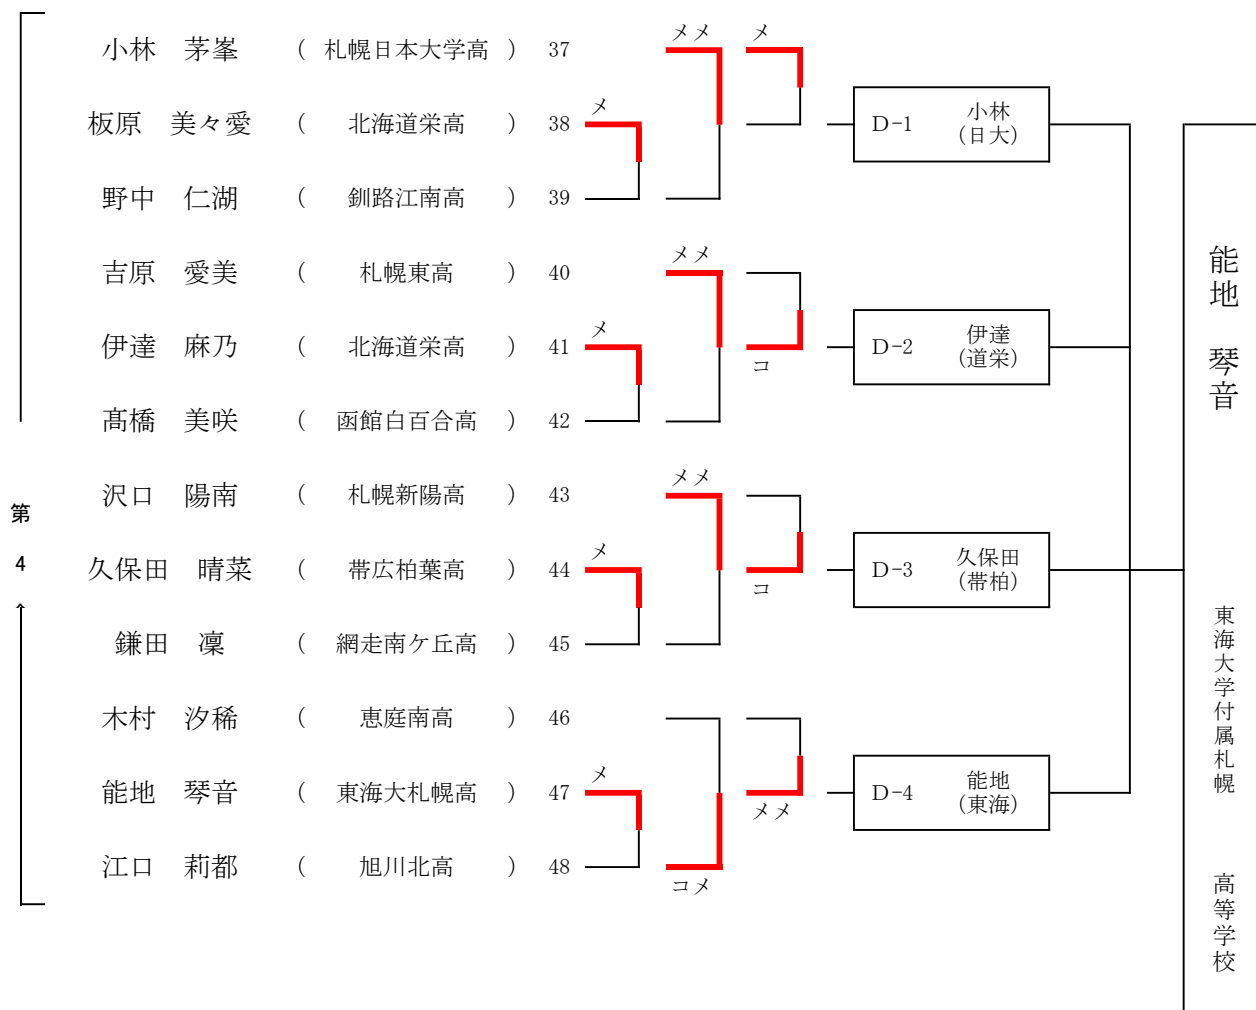 小林 茅峯 ( 札幌日本大学高 ) 37
メメ メ
板原 美々愛 ( 北海道栄高 ) 38
メ
野中 仁湖 ( 釧路江南高 ) 39
D-1 小林
(日大)
吉原 愛美 ( 札幌東高 ) 40
メメ
伊達 麻乃 ( 北海道栄高 ) 41
メ
コ
髙橋 美咲 ( 函館白百合高 ) 42
D-2 伊達
(道栄)
沢口 陽南 ( 札幌新陽高 ) 43
メメ
久保田 晴菜 ( 帯広柏葉高 ) 44
メ
コ
鎌田 凜 ( 網走南ケ丘高 ) 45
D-3 久保田
(帯柏)
木村 汐稀 ( 恵庭南高 ) 46
能地 琴音 ( 東海大札幌高 ) 47
メ
メメ
江口 莉都 ( 旭川北高 ) 48
コメ
D-4 能地
(東海)
第
4
能地 琴音
東海大学付属札幌
高等学校